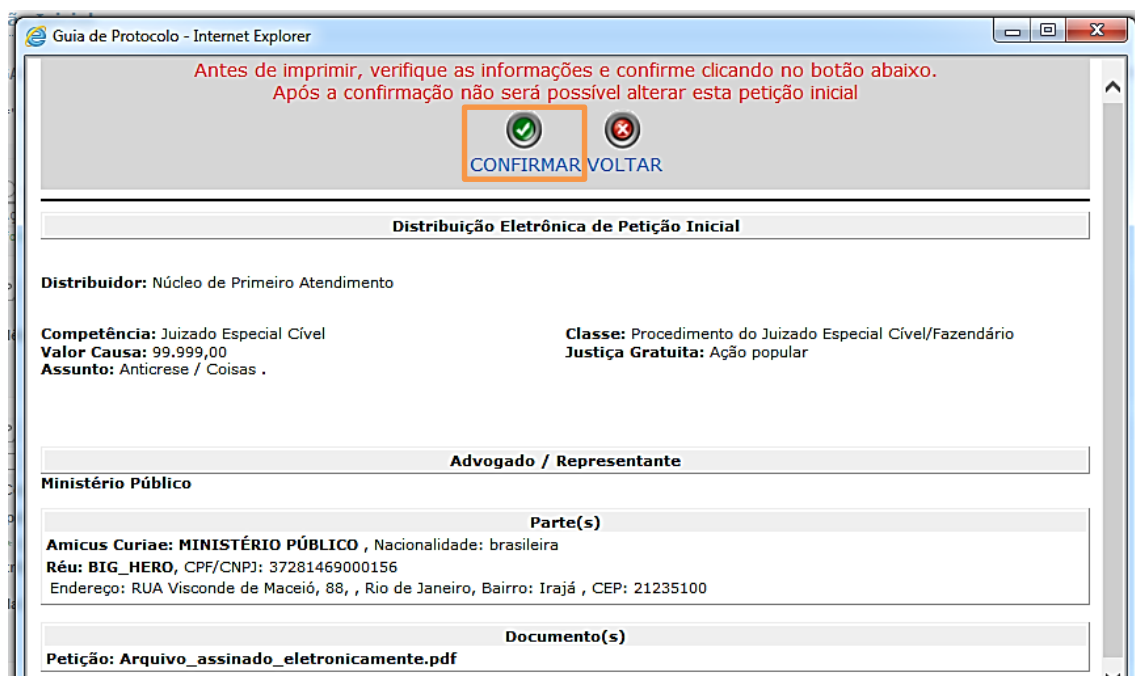 Guia de Protocolo - Internet Explorer
Antes de imprimir, verifique as informações e confirme clicando no botão abaixo.
Após a confirmação não será possível alterar esta petição inicial
CONFIRMAR VOLTAR
Distribuição Eletrônica de Petição Inicial
Distribuidor: Núcleo de Primeiro Atendimento
Competência: Juizado Especial Cível Classe: Procedimento do Juizado Especial Cível/Fazendário
Valor Causa: 99.999,00 Justiça Gratuita: Ação popular
Assunto: Anticrese / Coisas .
Advogado / Representante
Ministério Público
Parte(s)
Amicus Curiae: MINISTÉRIO PÚBLICO , Nacionalidade: brasileira
Réu: BIG_HERO, CPF/CNPJ: 37281469000156
Endereço: RUA Visconde de Maceió, 88, , Rio de Janeiro, Bairro: Irajá , CEP: 21235100
Documento(s)
Petição: Arquivo_assinado_eletronicamente.pdf